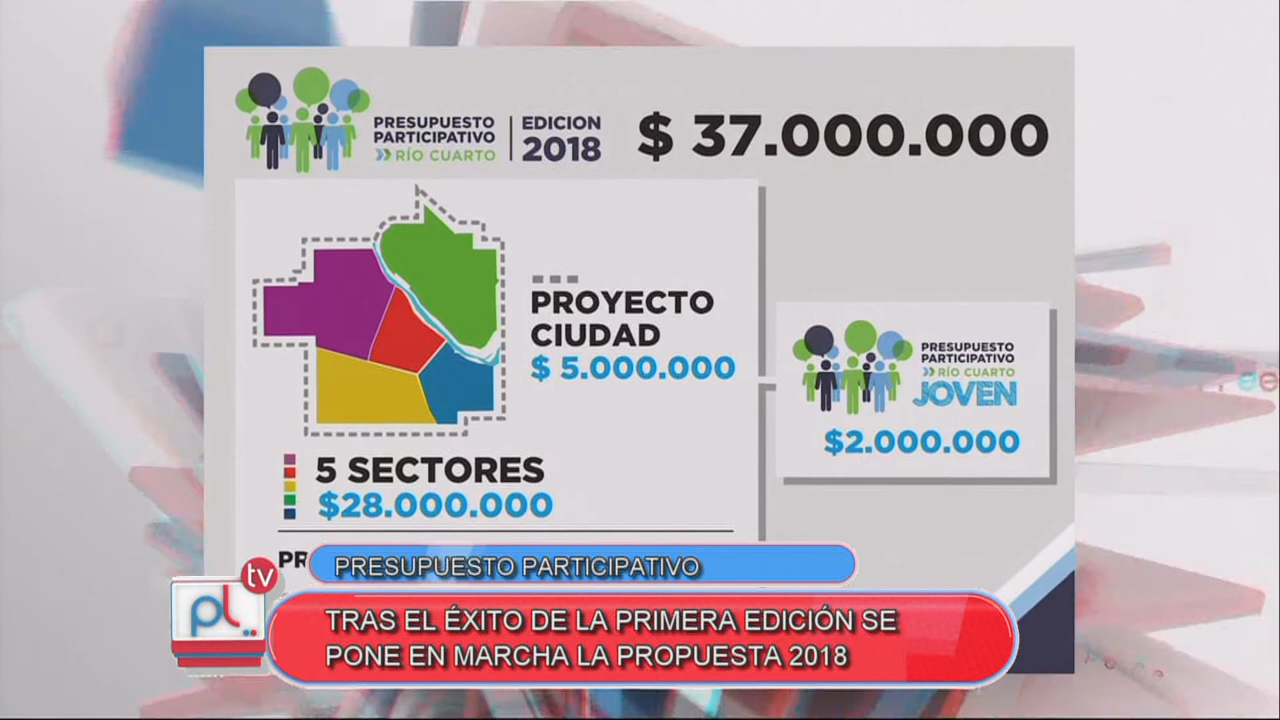 PRESUPUESTO
PARTICIPATIVO
RÍO CUARTO
EDICION
2018
$ 37.000.000
PROYECTO
CIUDAD
$ 5.000.000
5 SECTORES
$28.000.000
PRESUPUESTO
PARTICIPATIVO
RÍO CUARTO
JOVEN
$2.000.000
PRESUPUESTO PARTICIPATIVO
tv
pl..
TRAS EL ÉXITO DE LA PRIMERA EDICIÓN SE
PONE EN MARCHA LA PROPUESTA 2018